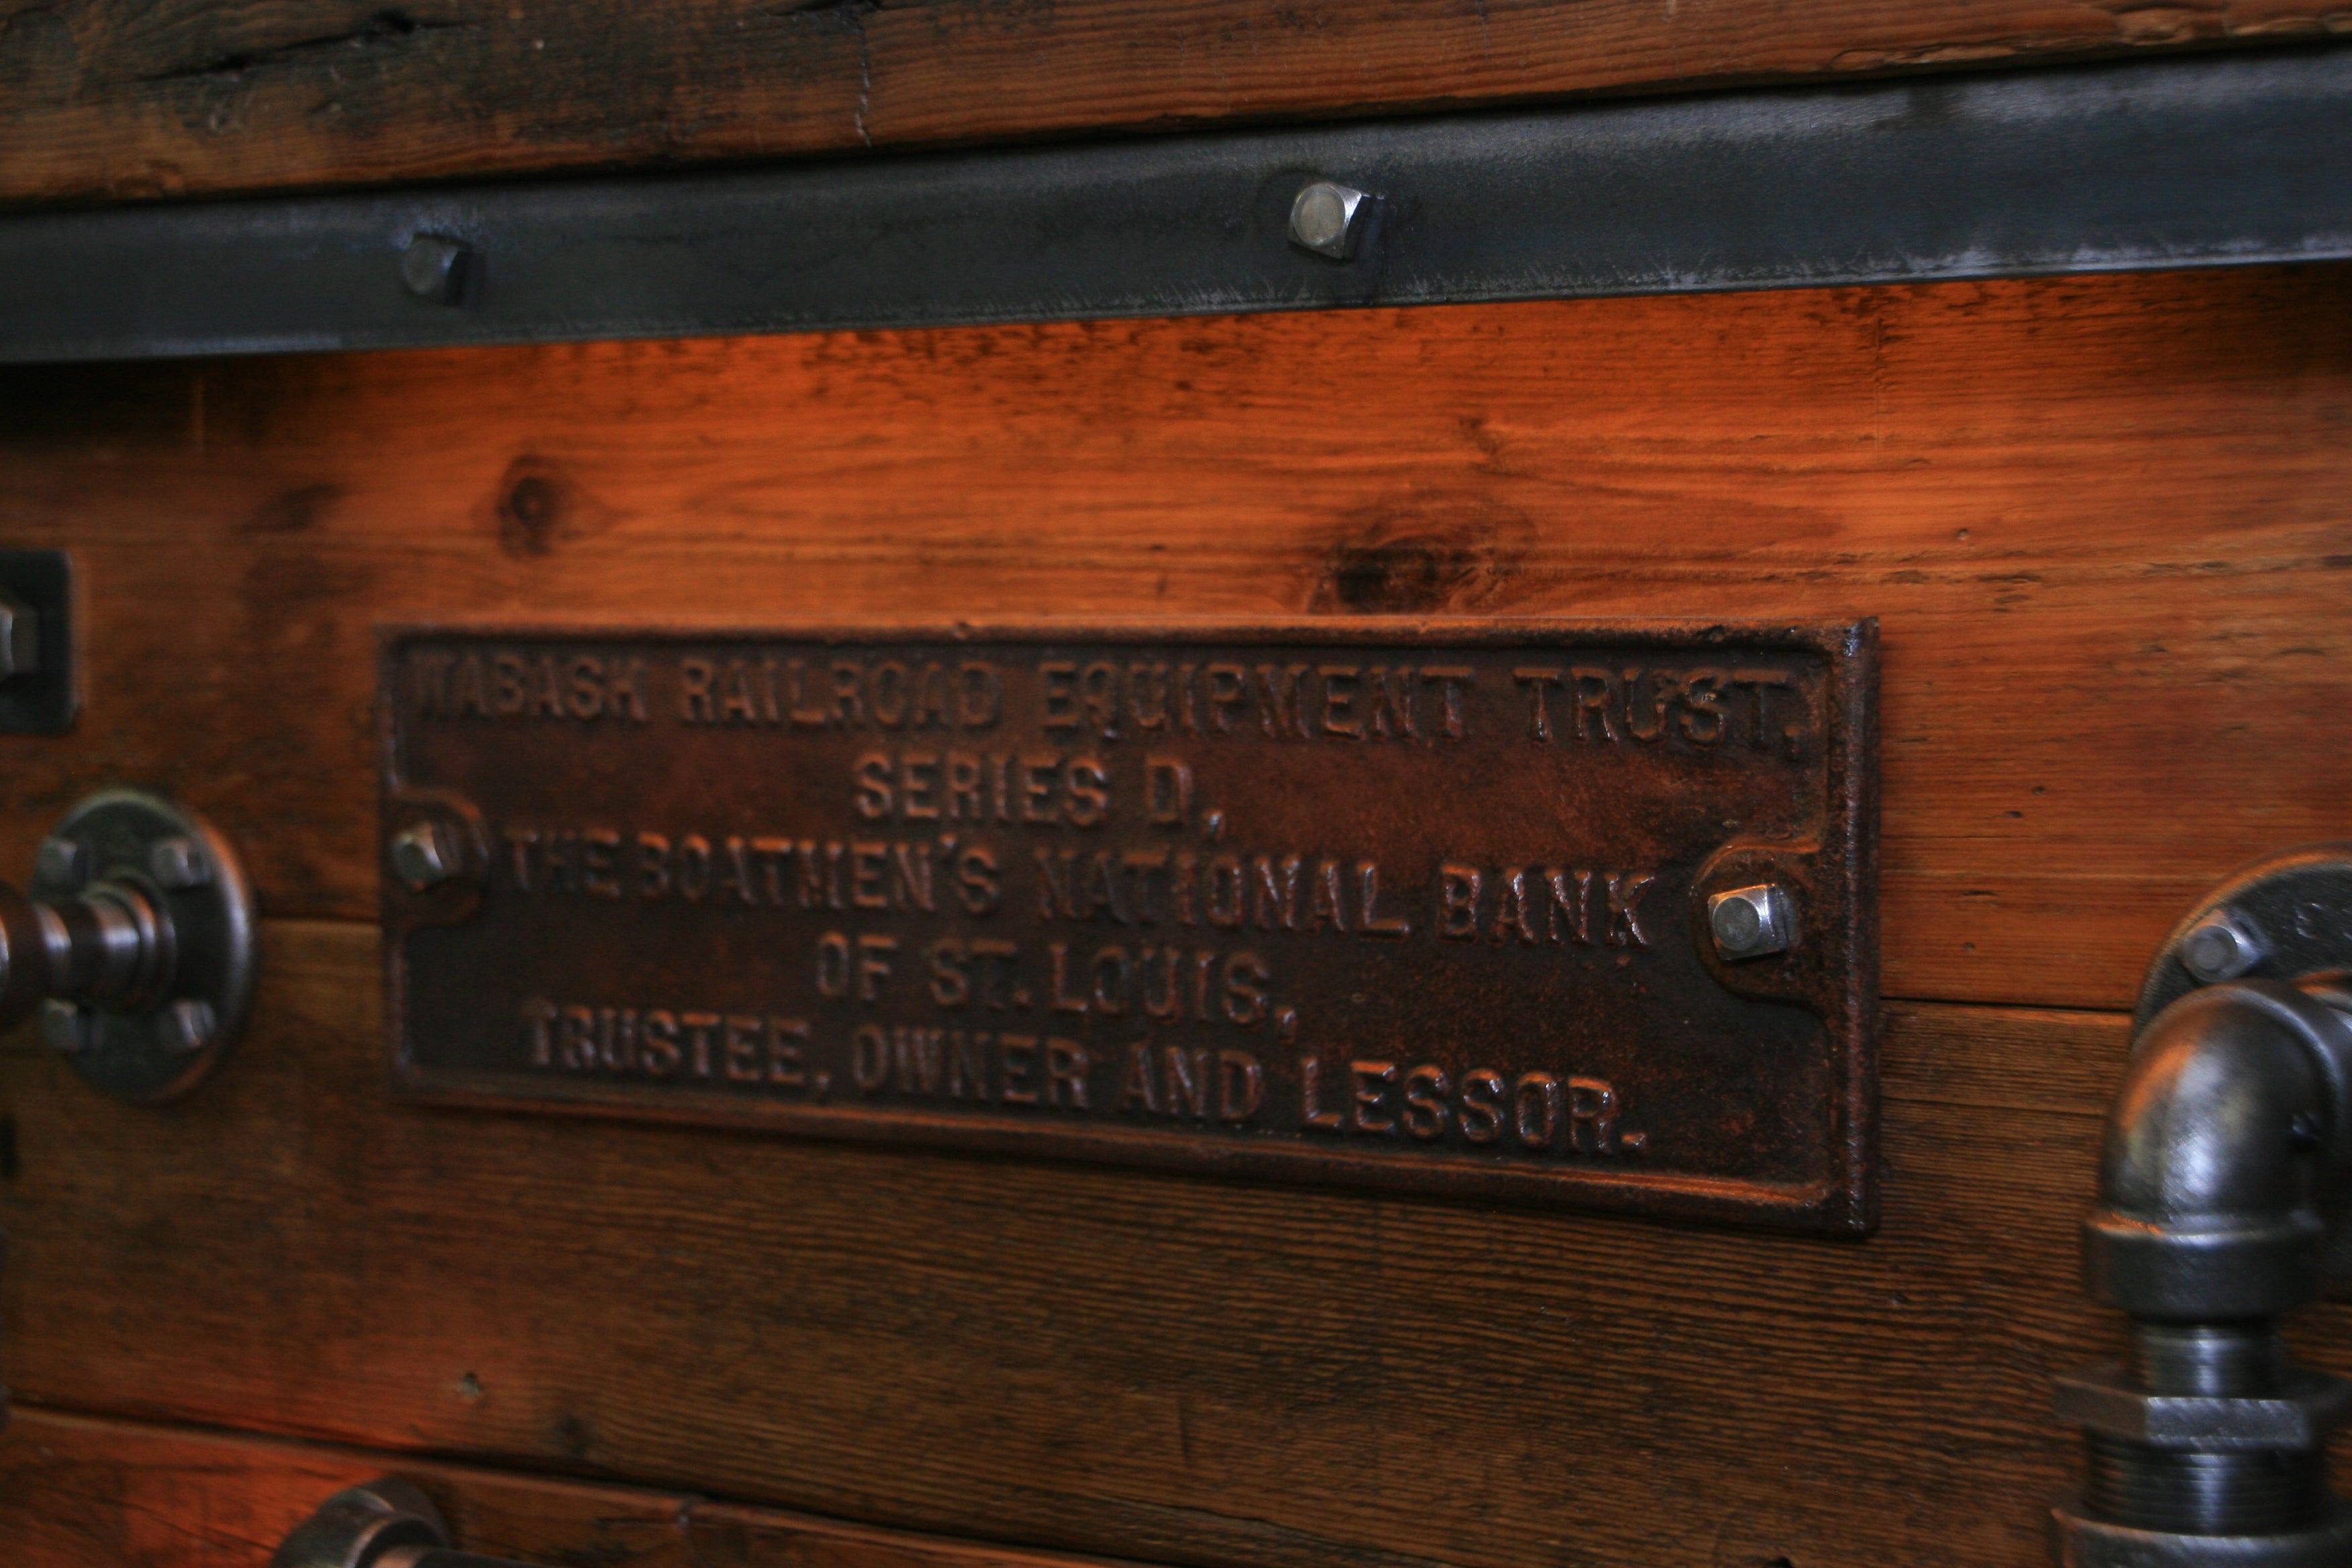 WABASH RAILROAD EQUIPMENT TRUST,
SERIES D,
THE BOATMEN'S NATIONAL BANK
OF ST. LOUIS,
TRUSTEE, OWNER AND LESSOR.